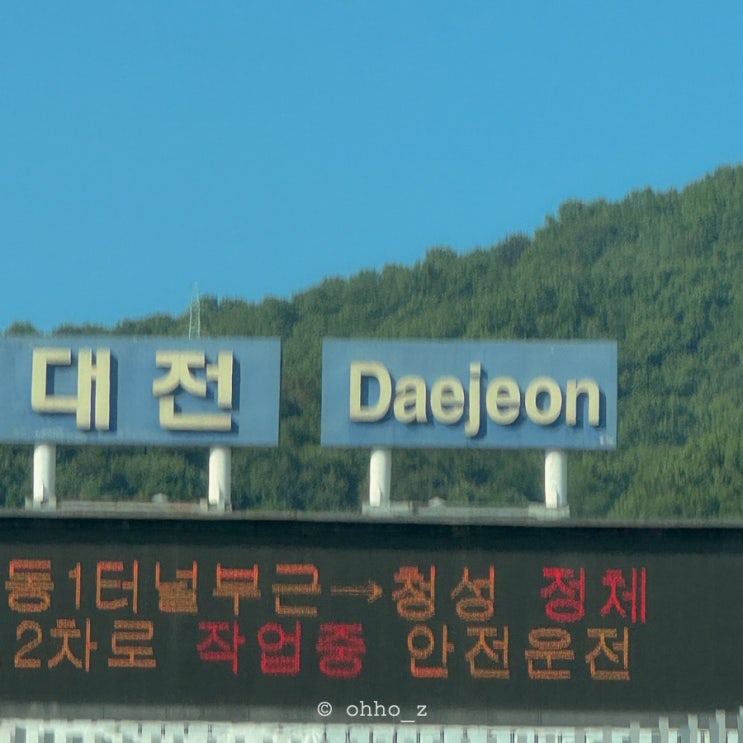 대전 Daejeon
통1터널부근→청성 정체
2차로 작업중 안전운전
© ohho_z